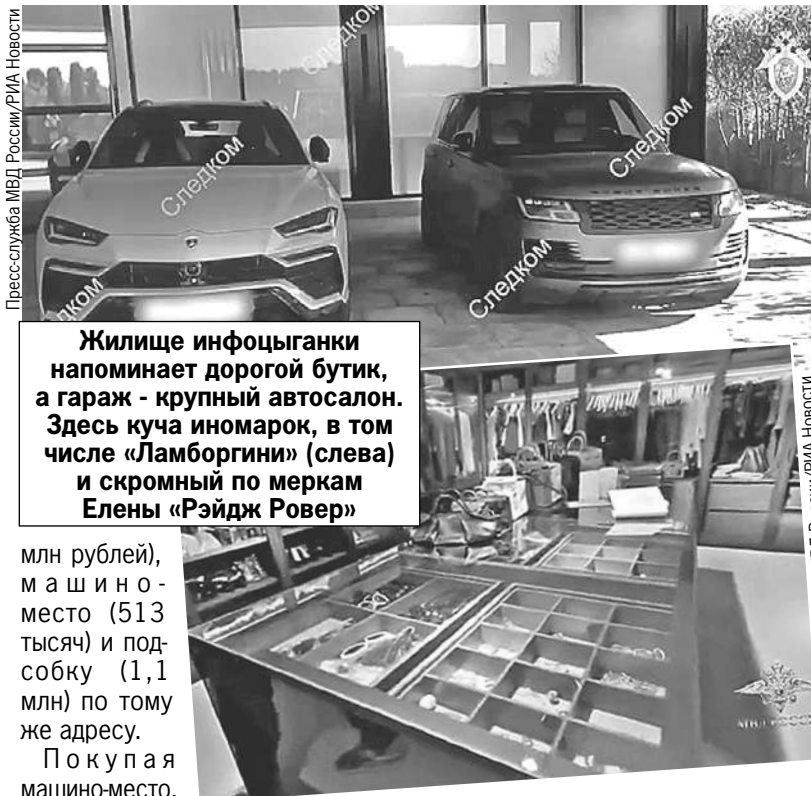 Пресс-служба МВД России/РИА Новости
Следком
Следком
Следком
Следком
Жилище инфоцыганки
напоминает дорогой бутик,
а гараж - крупный автосалон.
Здесь куча иномарок, в том
числе «Ламборгини» (слева)
и скромный по меркам
Елены «Рэйдж Ровер»
/РИА Новости
млн рублей),
машино-
место (513
тысяч) и под-
собку (1,1
млн) по тому
же адресу.
Покупая
машино-место,